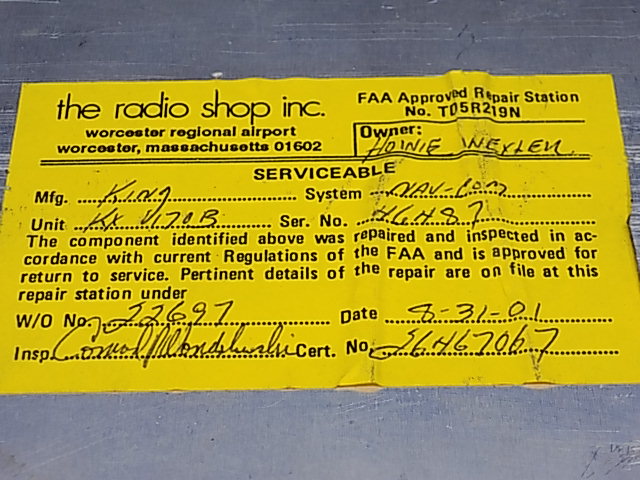 the radio shop inc.
worcester regional airport
worcester, massachusetts 01602
FAA Approved Repair Station
No. TD5R219N
Owner:
HOWIE WEXLER
SERVICEABLE
Mfg. KING System NAV-COM
Unit KX 170B Ser. No. 46487
The component identified above was repaired and inspected in ac-
cordance with current Regulations of the FAA and is approved for
return to service. Pertinent details of the repair are on file at this
repair station under
W/O No. 22697 Date 8-31-01
Insp. Cert. No.